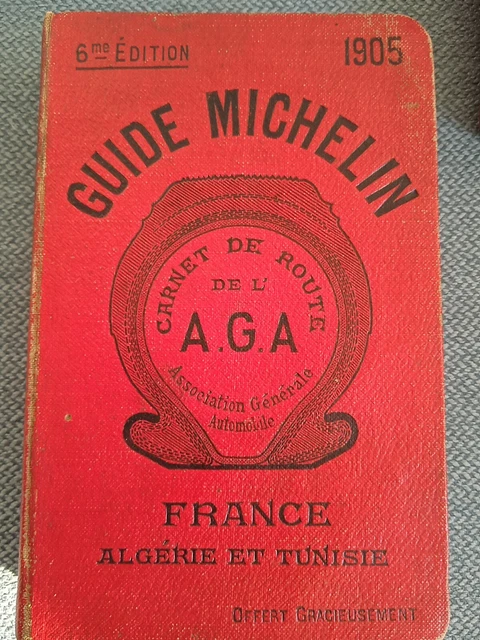 6me ÉDITION 1905
GUIDE MICHELIN
CARNET DE ROUTE
DE L'
A.G.A
Association Générale
Automobile
FRANCE
ALGÉRIE ET TUNISIE
OFFERT GRACIEUSEMENT